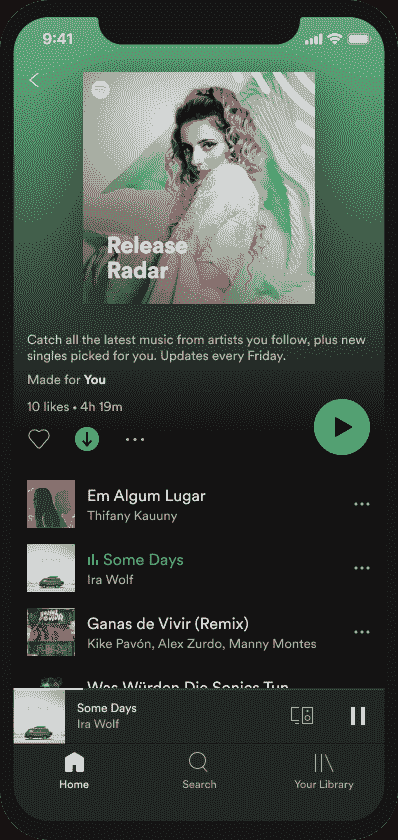 9:41
Release
Radar
Catch all the latest music from artists you follow, plus new
singles picked for you. Updates every Friday.
Made for You
10 likes • 4h 19m
Em Algum Lugar
Thifany Kauuny
Some Days
Ira Wolf
Ganas de Vivir (Remix)
Kike Pavón, Alex Zurdo, Manny Montes
Was Würden Die Sonics Tun
Some Days
Ira Wolf
Home
Search
Your Library